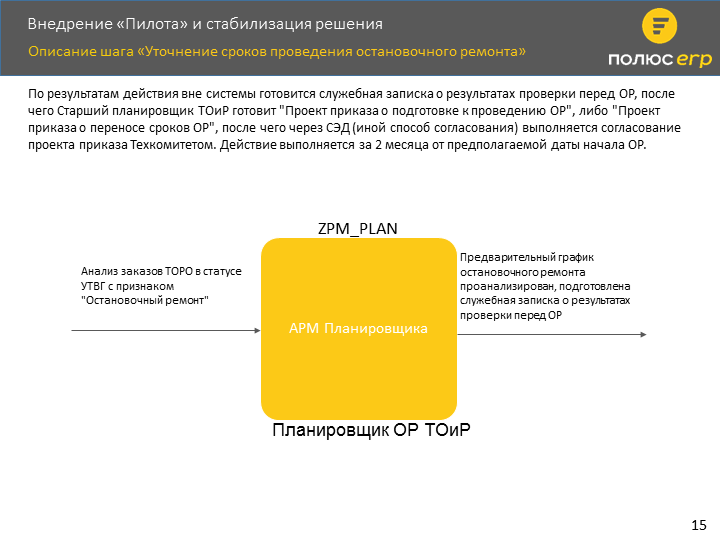 Внедрение «Пилота» и стабилизация решения
Описание шага «Уточнение сроков проведения остановочного ремонта»
ПОЛЮС erp
По результатам действия вне системы готовится служебная записка о результатах проверки перед ОР, после
чего Старший планировщик ТОиР готовит "Проект приказа о подготовке к проведению ОР", либо "Проект
приказа о переносе сроков ОР", после чего через СЭД (иной способ согласования) выполняется согласование
проекта приказа Техкомитетом. Действие выполняется за 2 месяца от предполагаемой даты начала ОР.
ZPM_PLAN
Анализ заказов ТОРО в статусе
УТВГ с признаком
"Остановочный ремонт"
АРМ Планировщика
Предварительный график
остановочного ремонта
проанализирован, подготовлена
служебная записка о результатах
проверки перед ОР
Планировщик ОР ТОиР
15